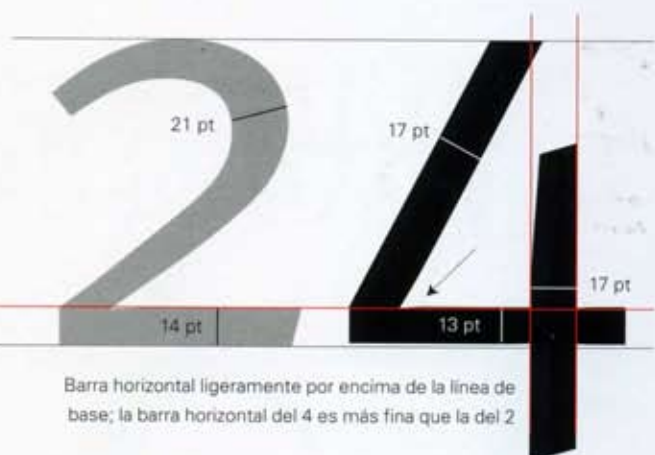 24
21 pt
17 pt
17 pt
14 pt
13 pt
Barra horizontal ligeramente por encima de la línea de
base; la barra horizontal del 4 es más fina que la del 2